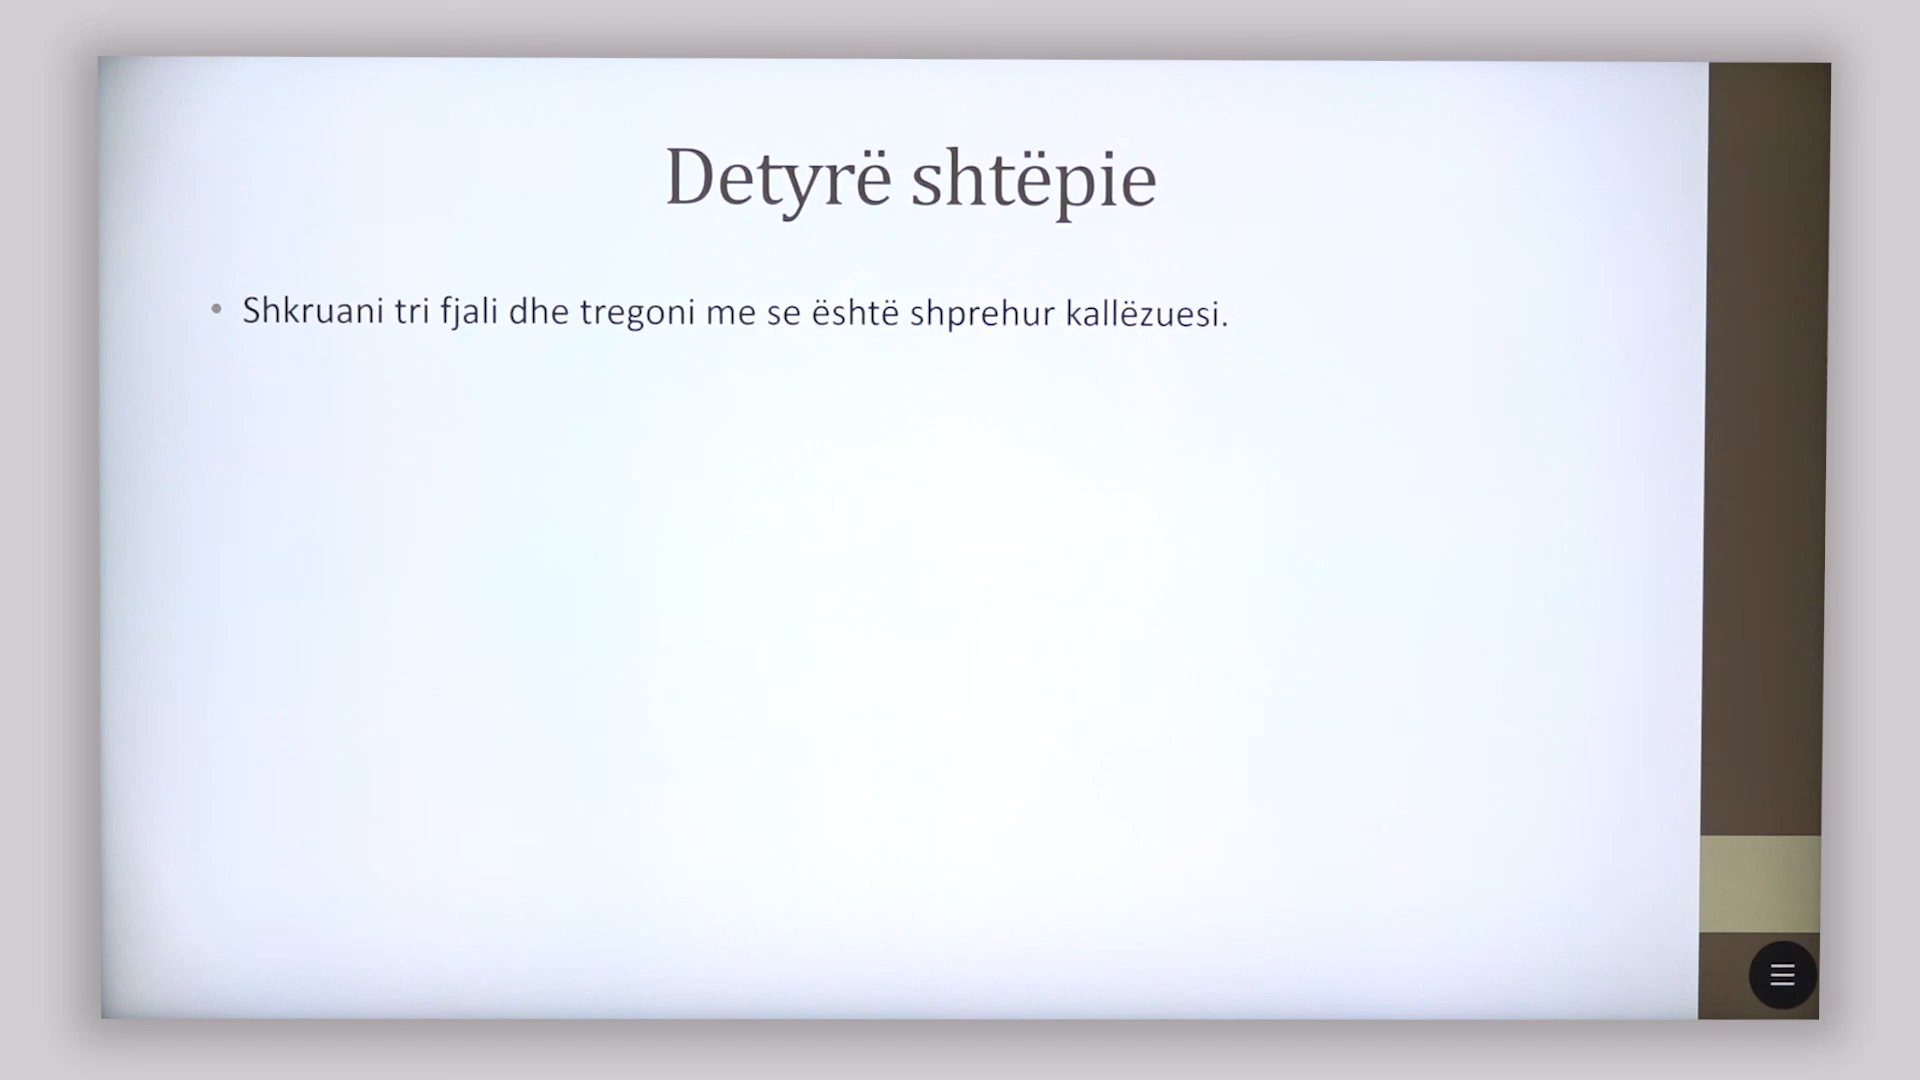 Detyrë shtëpie
• Shkruani tri fjali dhe tregoni me se është shprehur kallëzuesi.